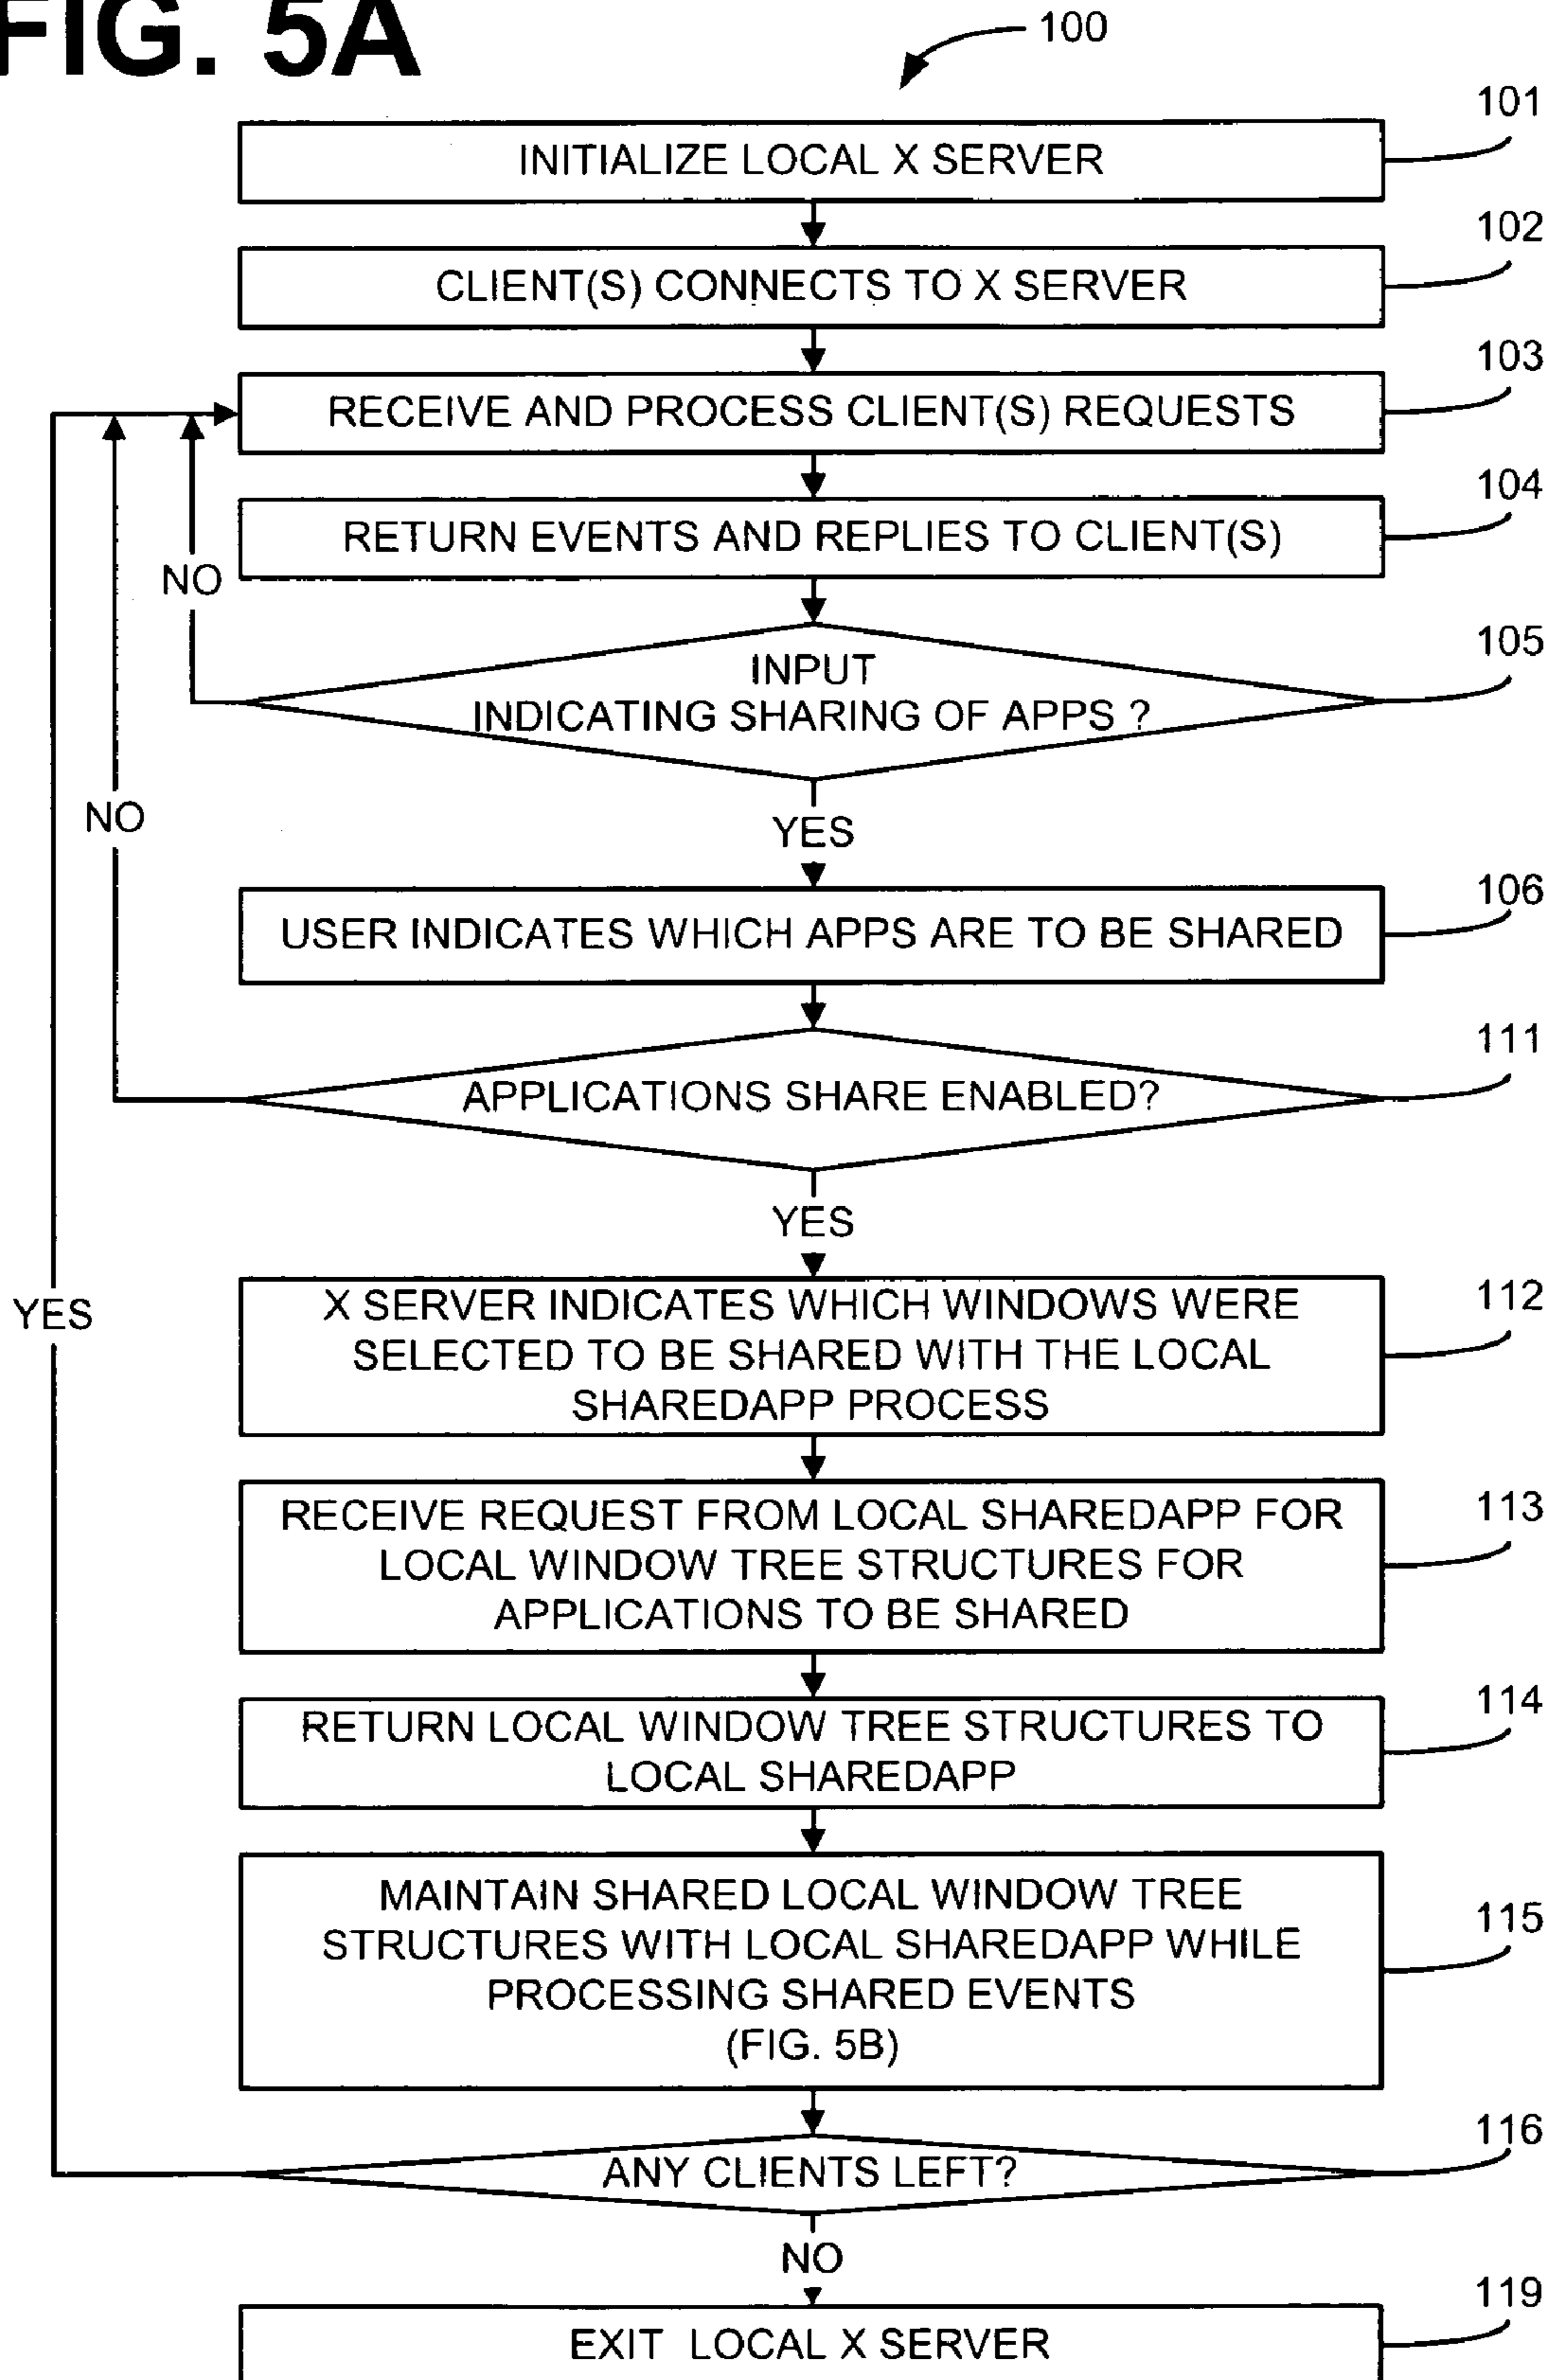 FIG. 5A
100
101
INITIALIZE LOCAL X SERVER
102
CLIENT(S) CONNECTS TO X SERVER
103
RECEIVE AND PROCESS CLIENT(S) REQUESTS
104
RETURN EVENTS AND REPLIES TO CLIENT(S)
NO
105
INPUT
INDICATING SHARING OF APPS ?
NO
YES
106
USER INDICATES WHICH APPS ARE TO BE SHARED
111
APPLICATIONS SHARE ENABLED?
YES
YES
112
X SERVER INDICATES WHICH WINDOWS WERE
SELECTED TO BE SHARED WITH THE LOCAL
SHAREDAPP PROCESS
113
RECEIVE REQUEST FROM LOCAL SHAREDAPP FOR
LOCAL WINDOW TREE STRUCTURES FOR
APPLICATIONS TO BE SHARED
114
RETURN LOCAL WINDOW TREE STRUCTURES TO
LOCAL SHAREDAPP
115
MAINTAIN SHARED LOCAL WINDOW TREE
STRUCTURES WITH LOCAL SHAREDAPP WHILE
PROCESSING SHARED EVENTS
(FIG. 5B)
116
ANY CLIENTS LEFT?
NO
119
EXIT LOCAL X SERVER